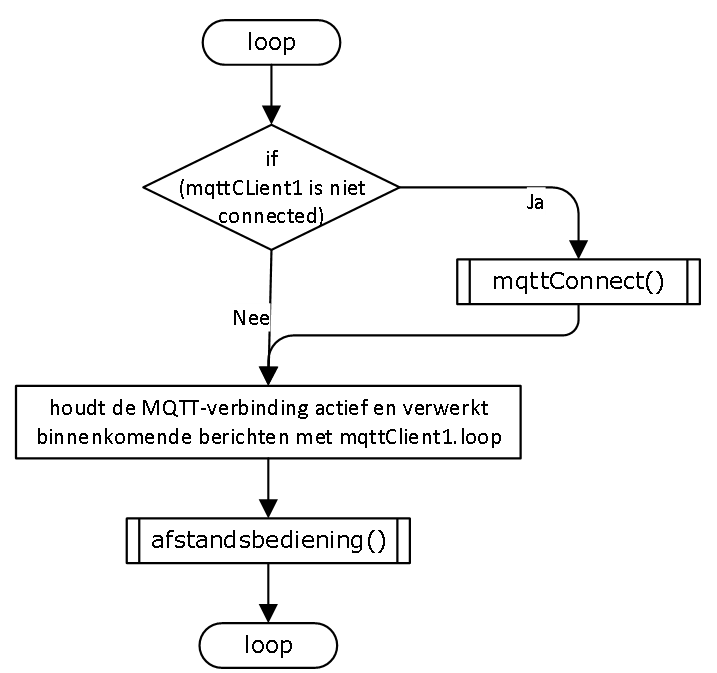 loop
if
(mqttCLient1 is niet
connected)
Ja
mqttConnect()
Nee
houdt de MQTT-verbinding actief en verwerkt
binnenkomende berichten met mqttClient1.loop
afstandsbediening()
loop